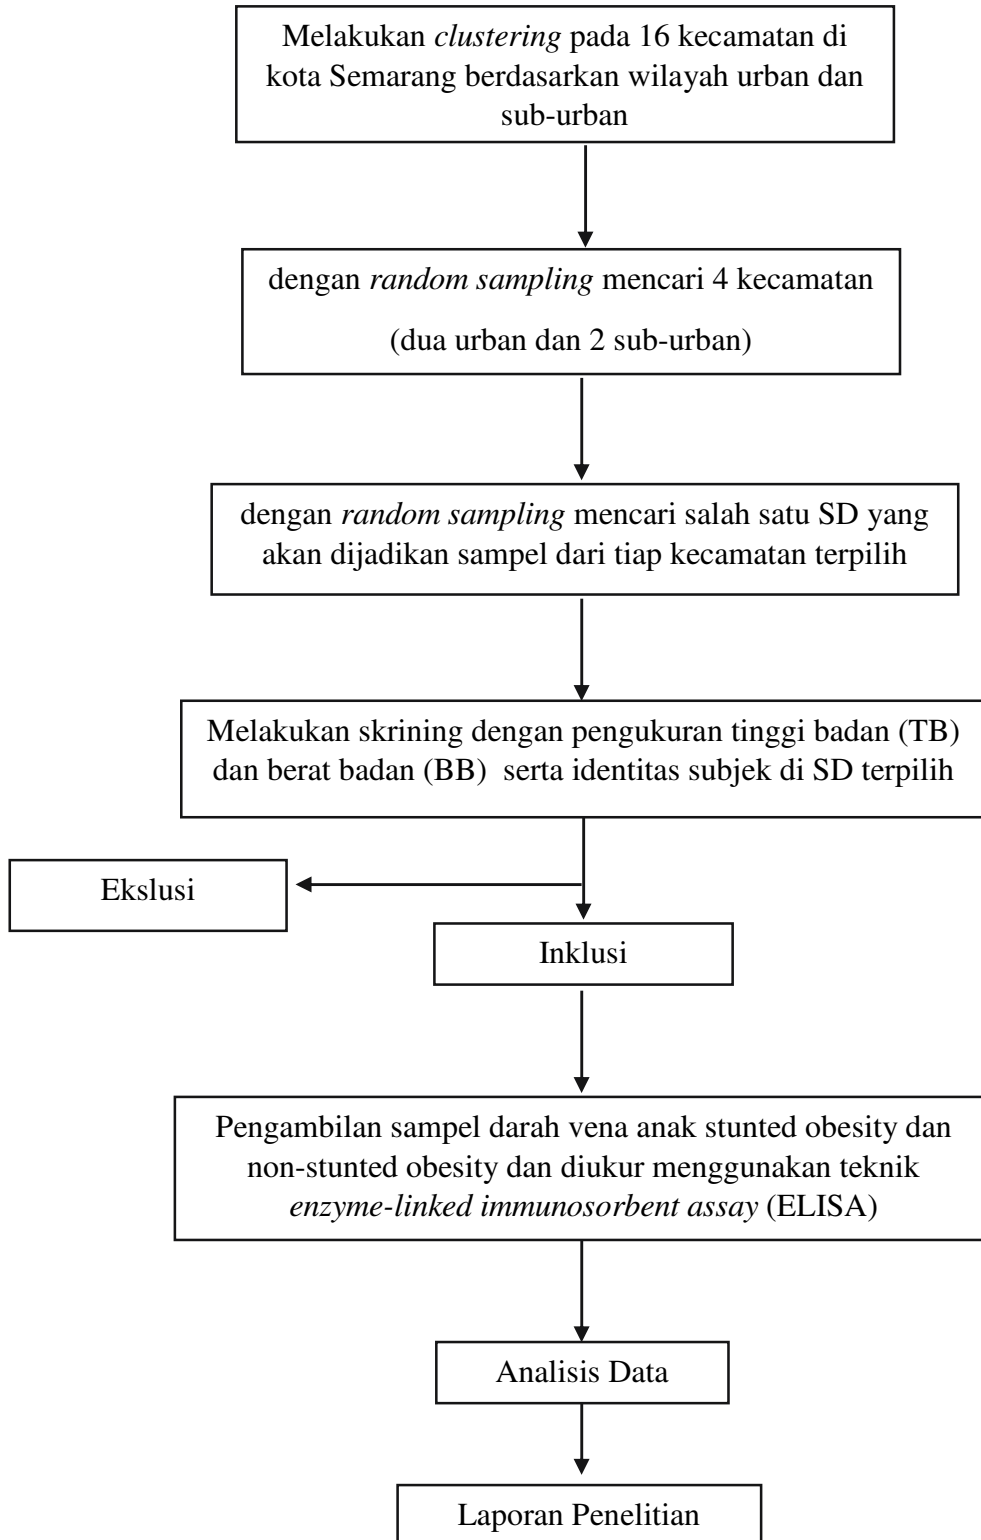 Melakukan clustering pada 16 kecamatan di
kota Semarang berdasarkan wilayah urban dan
sub-urban
dengan random sampling mencari 4 kecamatan
(dua urban dan 2 sub-urban)
dengan random sampling mencari salah satu SD yang
akan dijadikan sampel dari tiap kecamatan terpilih
Melakukan skrining dengan pengukuran tinggi badan (TB)
dan berat badan (BB) serta identitas subjek di SD terpilih
Ekslusi
Inklusi
Pengambilan sampel darah vena anak stunted obesity dan
non-stunted obesity dan diukur menggunakan teknik
enzyme-linked immunosorbent assay (ELISA)
Analisis Data
Laporan Penelitian